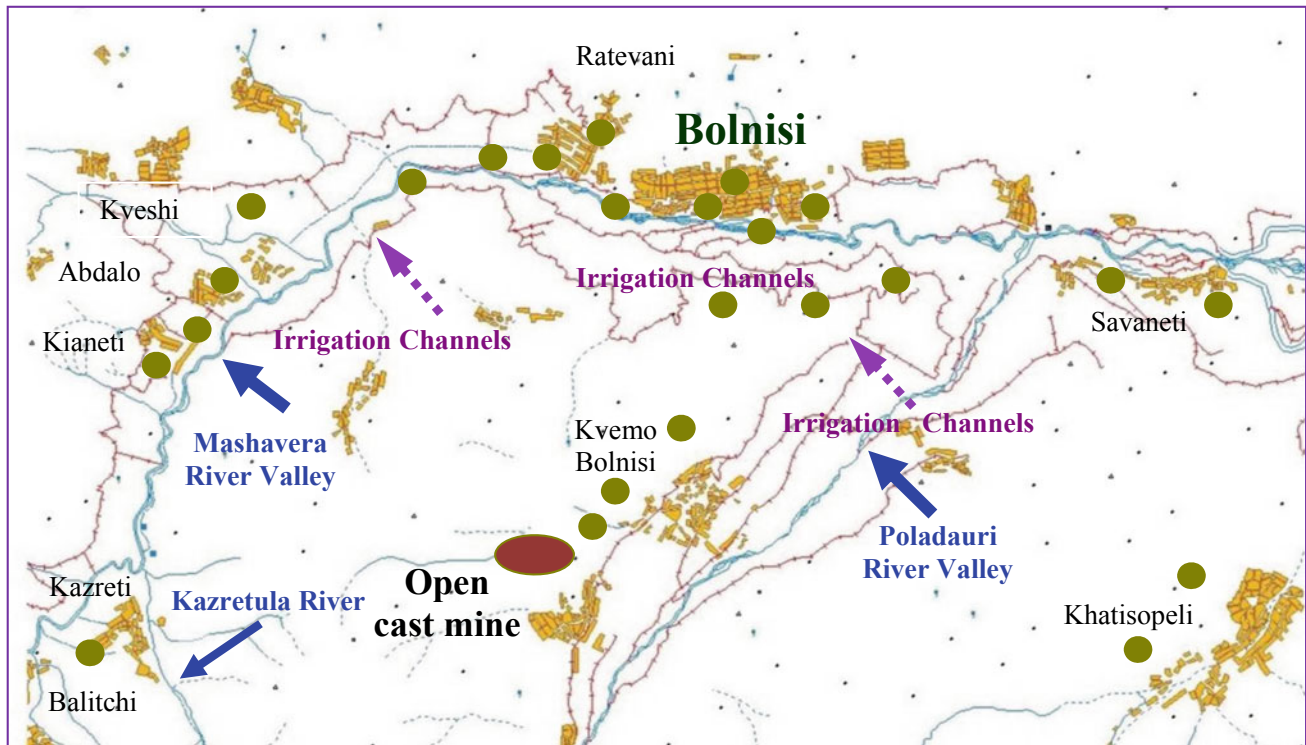 Ratevani
Bolnisi
Kveshi
Abdalo
Irrigation Channels
Savaneti
Kianeti
Irrigation Channels
Mashavera
River Valley
Kvemo
Bolnisi
Irrigation Channels
Poladauri
River Valley
Kazreti
Kazretula River
Open
cast mine
Khatisopeli
Balitchi